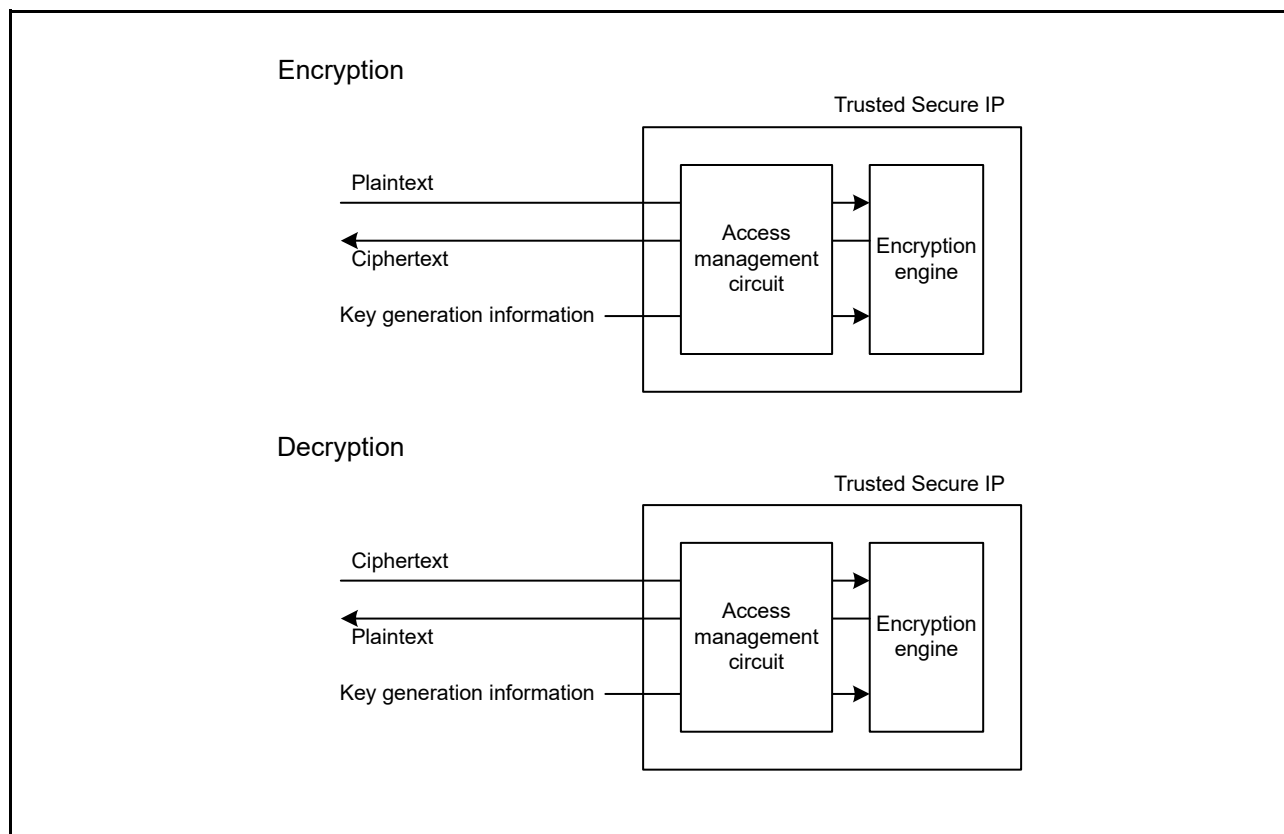 Encryption
Trusted Secure IP
Plaintext
Ciphertext
Key generation information
Access
management
circuit
Encryption
engine
Decryption
Trusted Secure IP
Ciphertext
Plaintext
Key generation information
Access
management
circuit
Encryption
engine